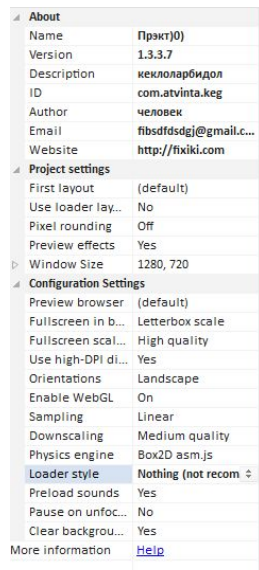 About
Name Прэкт)0)
Version 1.3.3.7
Description кеклоларбидол
ID com.atvinta.keg
Author человек
Email fibsdfdsdgj@gmail.c...
Website http://fixiki.com
Project settings
First layout (default)
Use loader lay... No
Pixel rounding Off
Preview effects Yes
Window Size 1280, 720
Configuration Settings
Preview browser (default)
Fullscreen in b... Letterbox scale
Fullscreen scal... High quality
Use high-DPI di... Yes
Orientations Landscape
Enable WebGL On
Sampling Linear
Downscaling Medium quality
Physics engine Box2D asm.js
Loader style Nothing (not recom
Preload sounds Yes
Pause on unfoc... No
Clear backgrou... Yes
More information Help